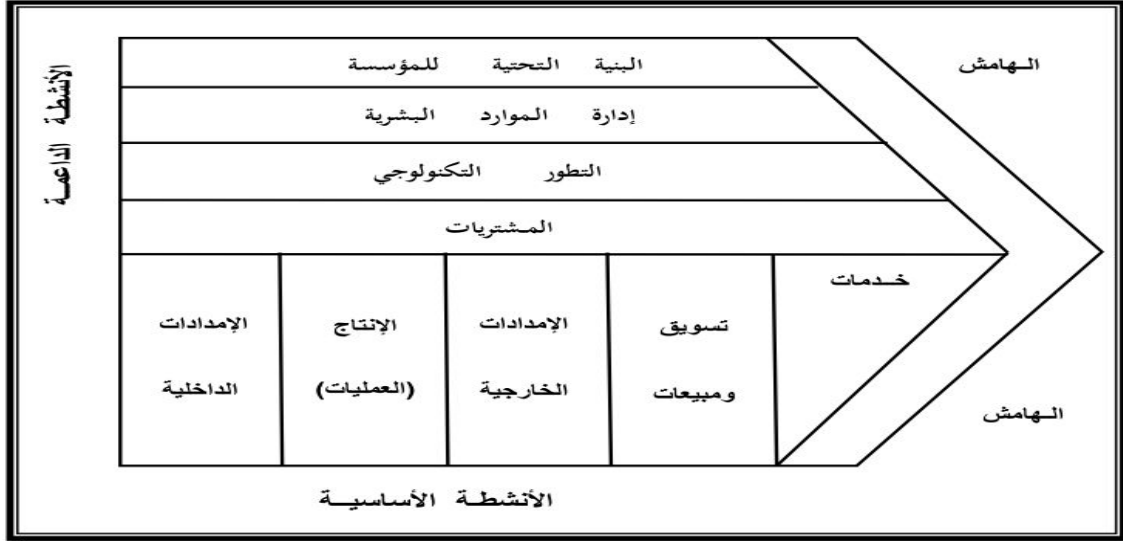 البنية التحتية للمؤسسة
الهامش
إدارة الموارد البشرية
التطور التكنولوجي
المشتريات
الأنشطة الداعمة
خدمات
تسويق
ومبيعات
الإمدادات
الخارجية
الإنتاج
(العمليات)
الإمدادات
الداخلية
الهامش
الأنشطة الأساسية